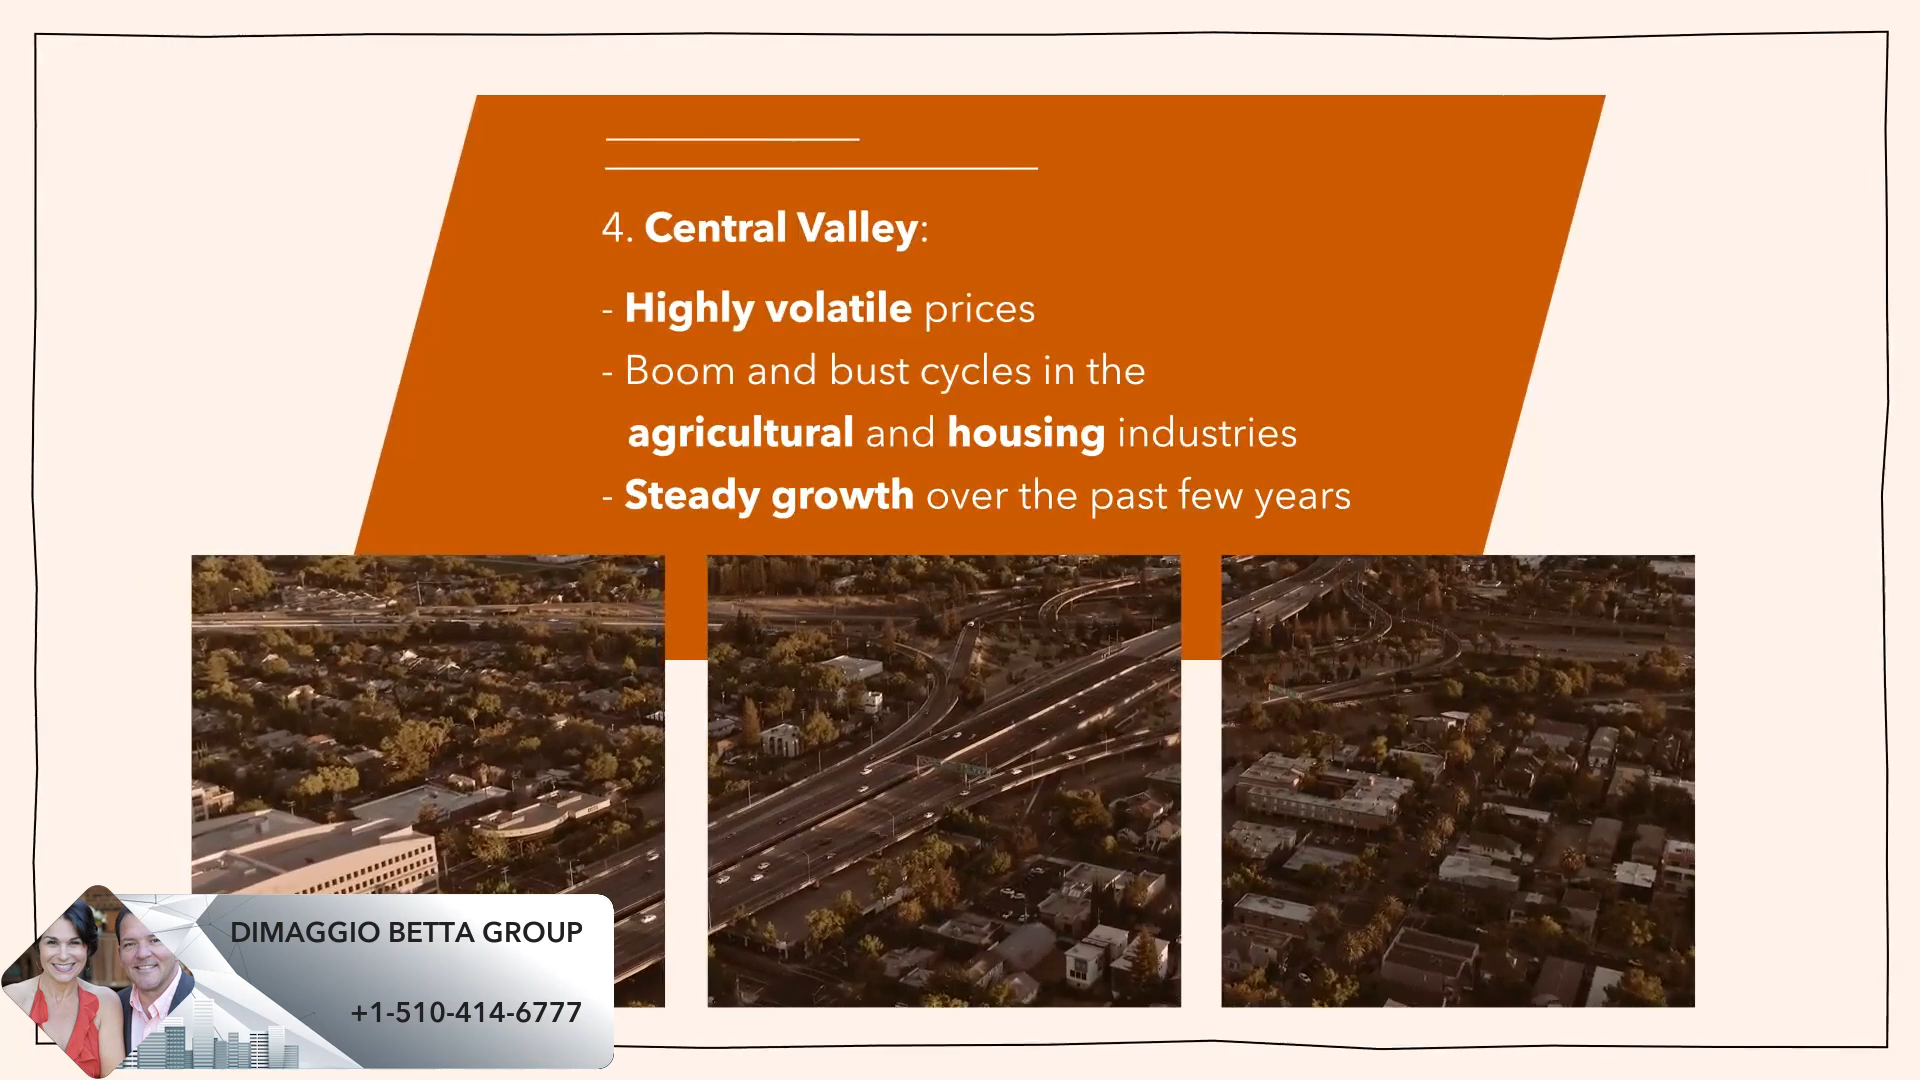 4. Central Valley:
- Highly volatile prices
- Boom and bust cycles in the
agricultural and housing industries
- Steady growth over the past few years
DIMAGGIO BETTA GROUP
+1-510-414-6777